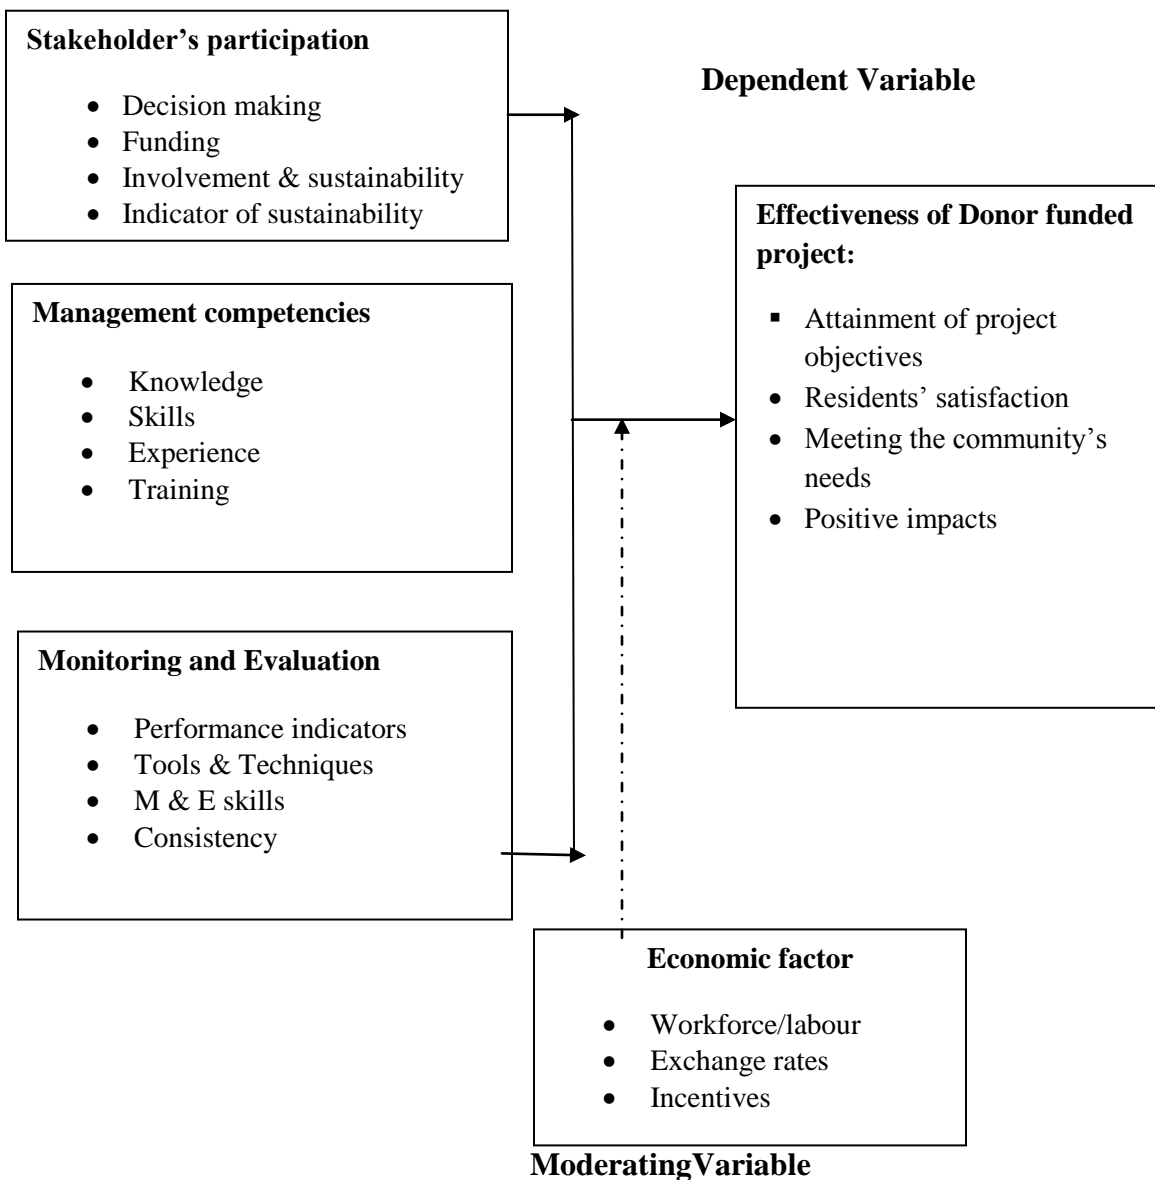 Stakeholder’s participation
• Decision making
• Funding
• Involvement & sustainability
• Indicator of sustainability
Management competencies
• Knowledge
• Skills
• Experience
• Training
Monitoring and Evaluation
• Performance indicators
• Tools & Techniques
• M & E skills
• Consistency
Dependent Variable
Effectiveness of Donor funded
project:
▪ Attainment of project
objectives
• Residents’ satisfaction
• Meeting the community’s
needs
• Positive impacts
Economic factor
• Workforce/labour
• Exchange rates
• Incentives
ModeratingVariable